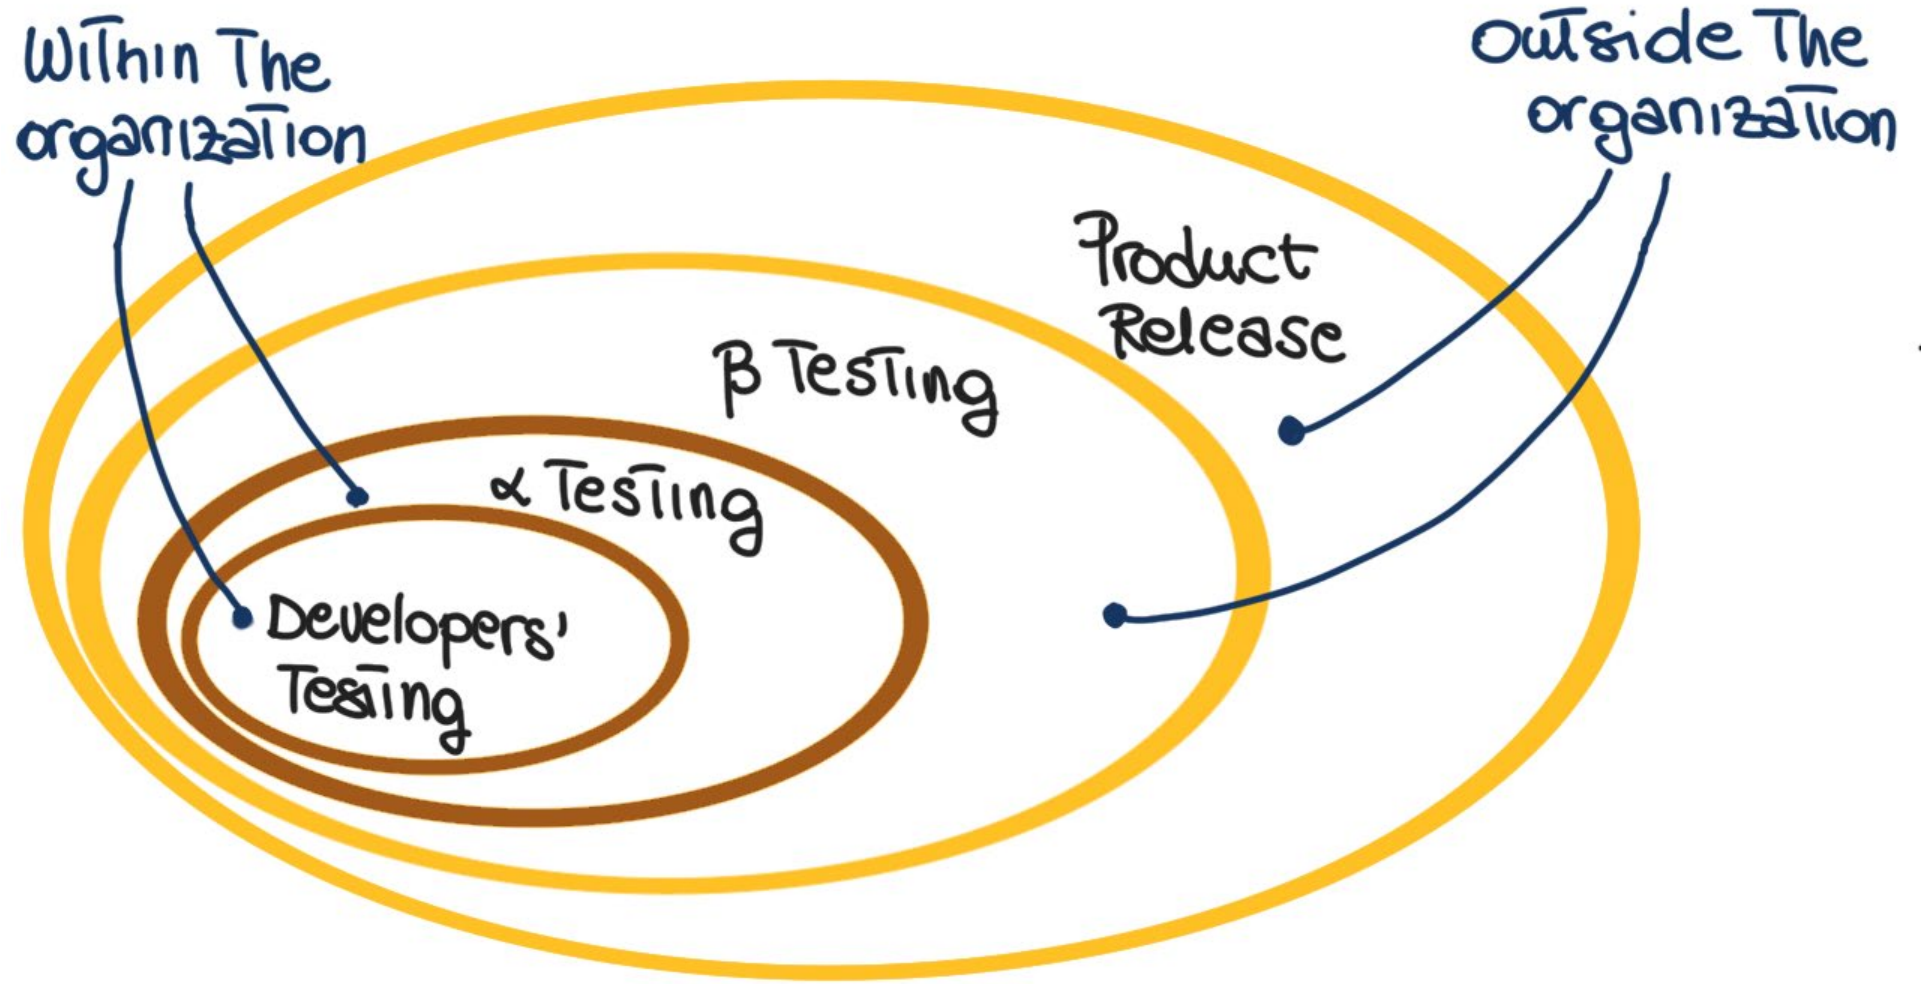 Within The
organization
Outside The
organization
Product
Release
β Testing
α Testing
Developers'
Testing